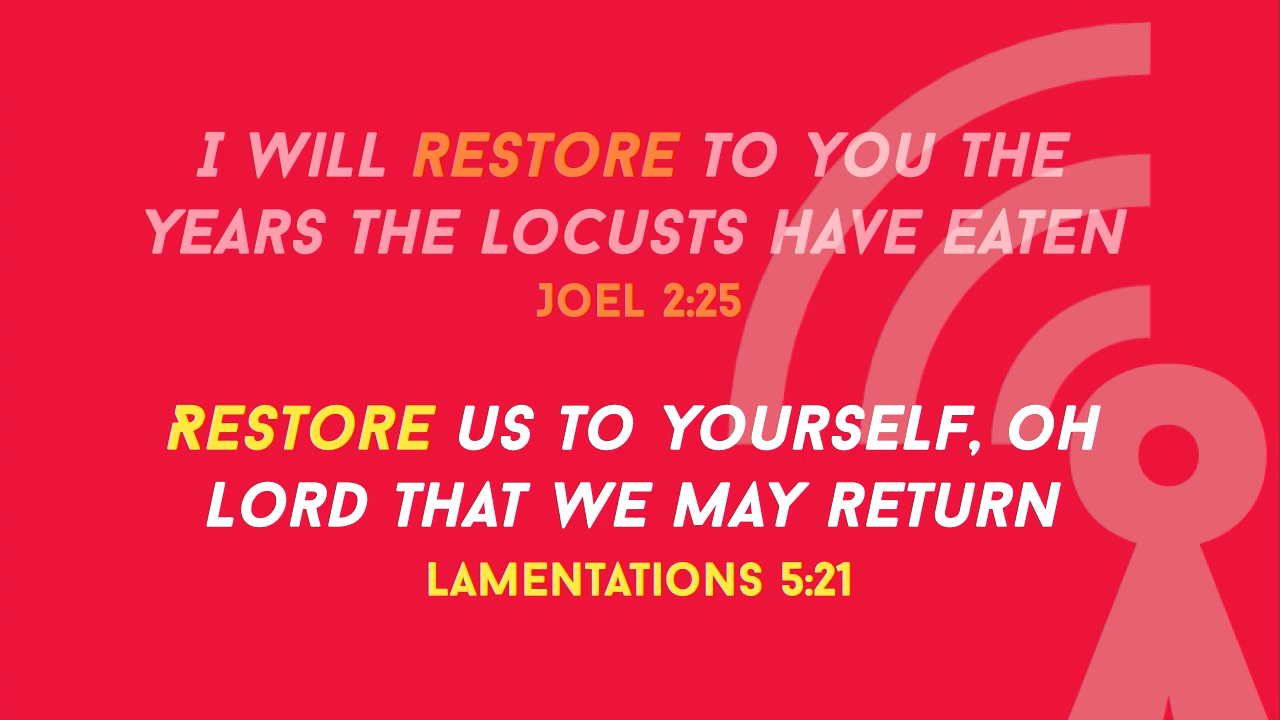 I WILL RESTORE TO YOU THE
YEARS THE LOCUSTS HAVE EATEN
JOEL 2:25
RESTORE US TO YOURSELF, OH
LORD THAT WE MAY RETURN
LAMENTATIONS 5:21